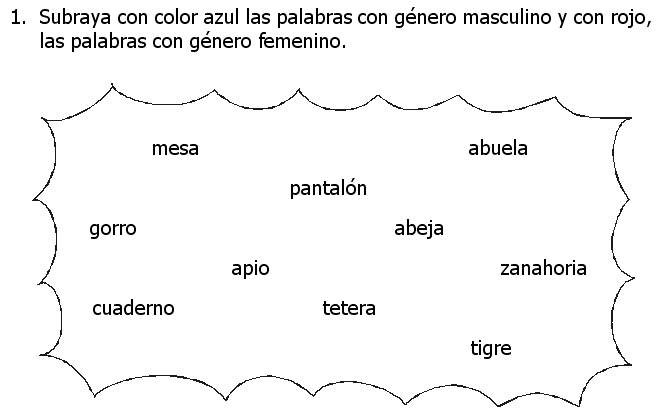 1. Subraya con color azul las palabras con género masculino y con rojo,
las palabras con género femenino.
mesa abuela
pantalón
gorro abeja
apio zanahoria
cuaderno tetera
tigre